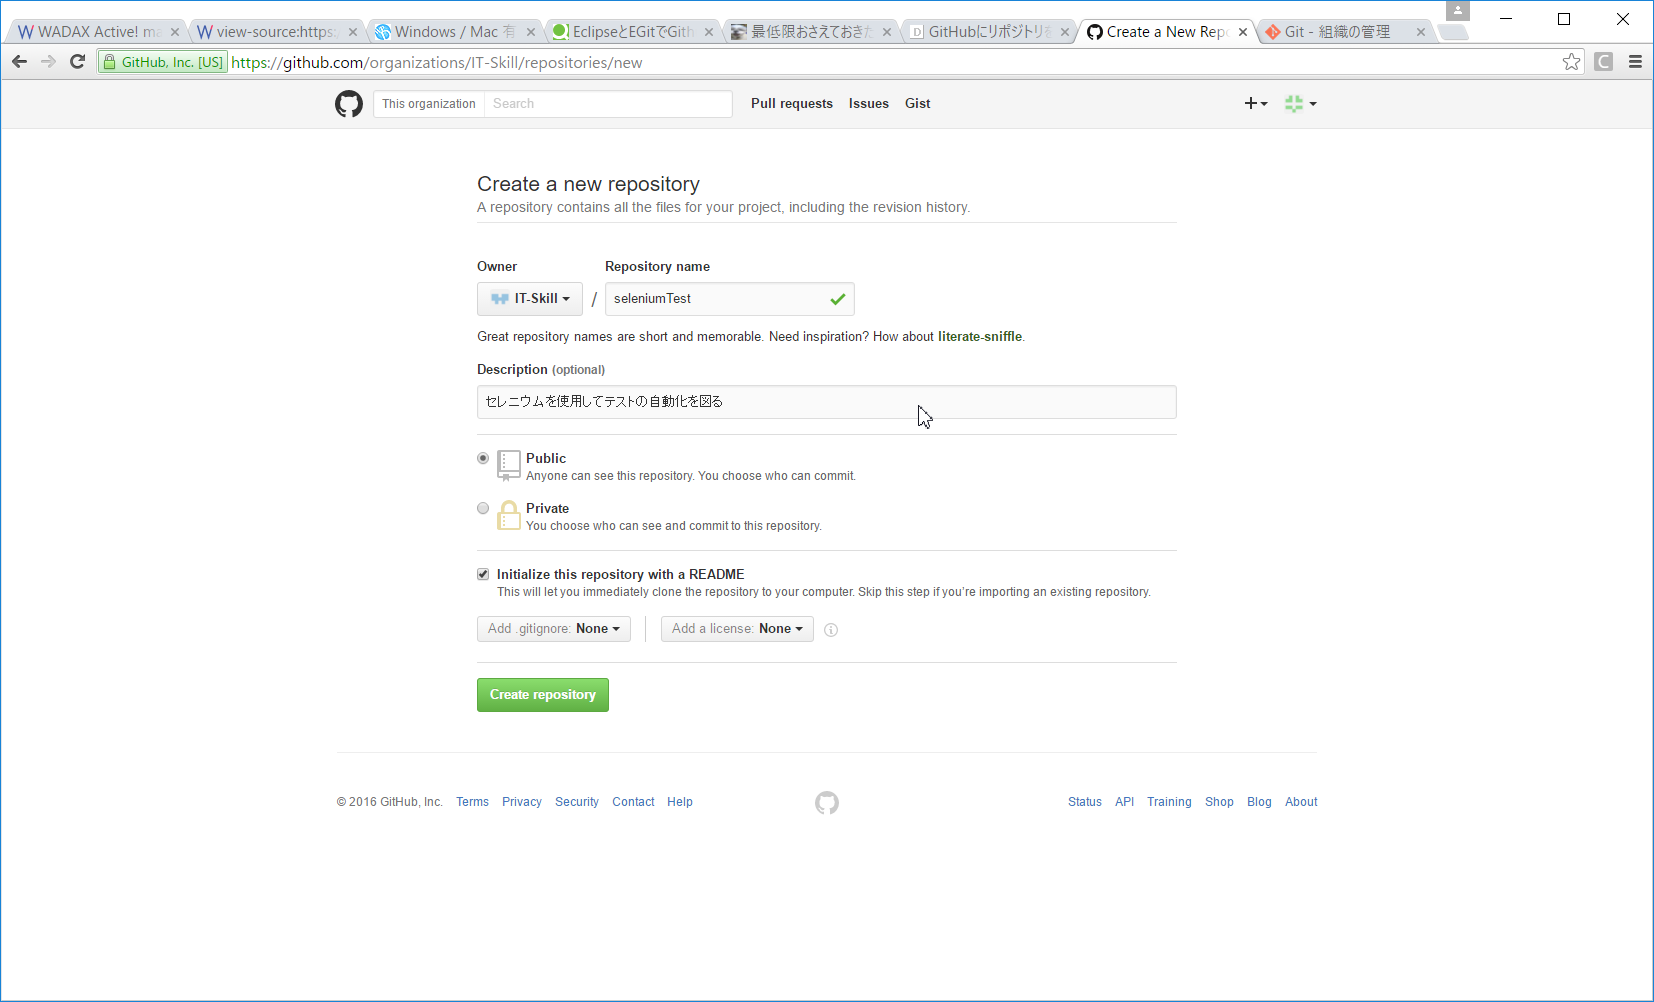 WADAX Active! ma
view-source:https:
Windows / Mac 有
EclipseとEGitでGith
最低限おさえておきた
GitHubにリポジトリを
Create a New Repo
Git - 組織の管理
GitHub, Inc. [US] https://github.com/organizations/IT-Skill/repositories/new
This organization Search Pull requests Issues Gist
Create a new repository
A repository contains all the files for your project, including the revision history.
Owner Repository name
IT-Skill / seleniumTest
Great repository names are short and memorable. Need inspiration? How about literate-sniffle.
Description (optional)
セレニウムを使用してテストの自動化を図る
Public
Anyone can see this repository. You choose who can commit.
Private
You choose who can see and commit to this repository.
Initialize this repository with a README
This will let you immediately clone the repository to your computer. Skip this step if you’re importing an existing repository.
Add .gitignore: None Add a license: None
Create repository
© 2016 GitHub, Inc. Terms Privacy Security Contact Help Status API Training Shop Blog About